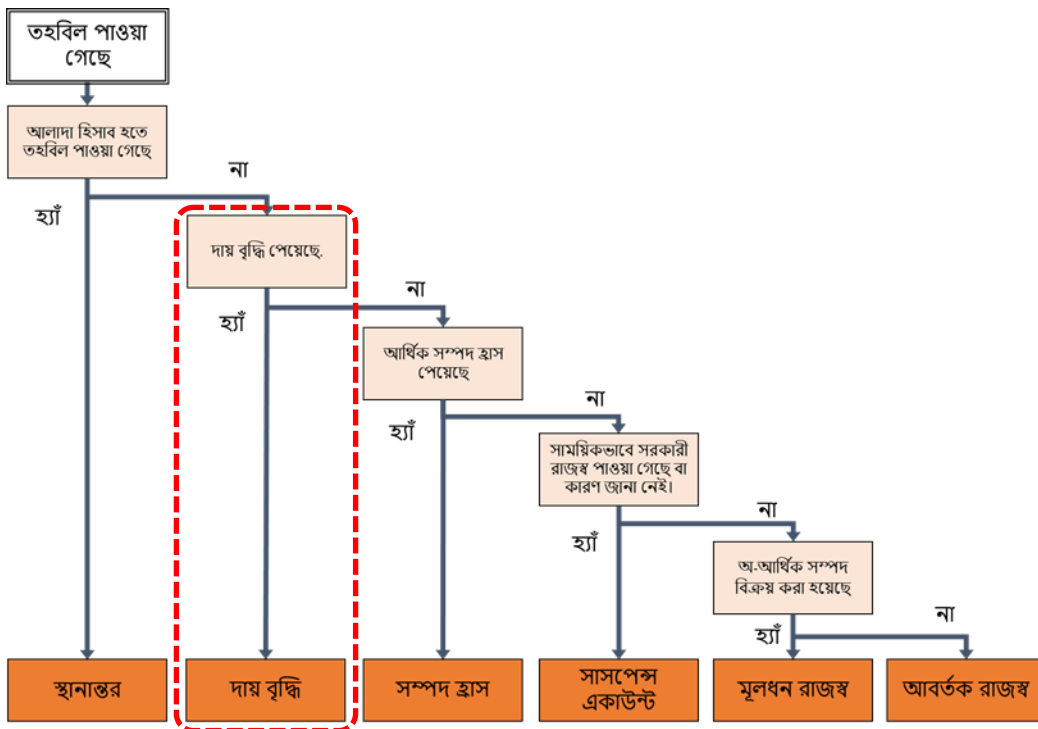 তহবিল পাওয়া
গেছে
আলাদা হিসাব হতে
তহবিল পাওয়া গেছে
না
হ্যাঁ
দায় বৃদ্ধি পেয়েছে.
না
হ্যাঁ
আর্থিক সম্পদ হ্রাস
পেয়েছে
না
হ্যাঁ
সাময়িকভাবে সরকারী
রাজস্ব পাওয়া গেছে বা
কারণ জানা নেই।
না
হ্যাঁ
অ-আর্থিক সম্পদ
বিক্রয় করা হয়েছে
না
হ্যাঁ
স্থানান্তর
দায় বৃদ্ধি
সম্পদ হ্রাস
সাসপেন্স
একাউন্ট
মূলধন রাজস্ব
আবর্তক রাজস্ব